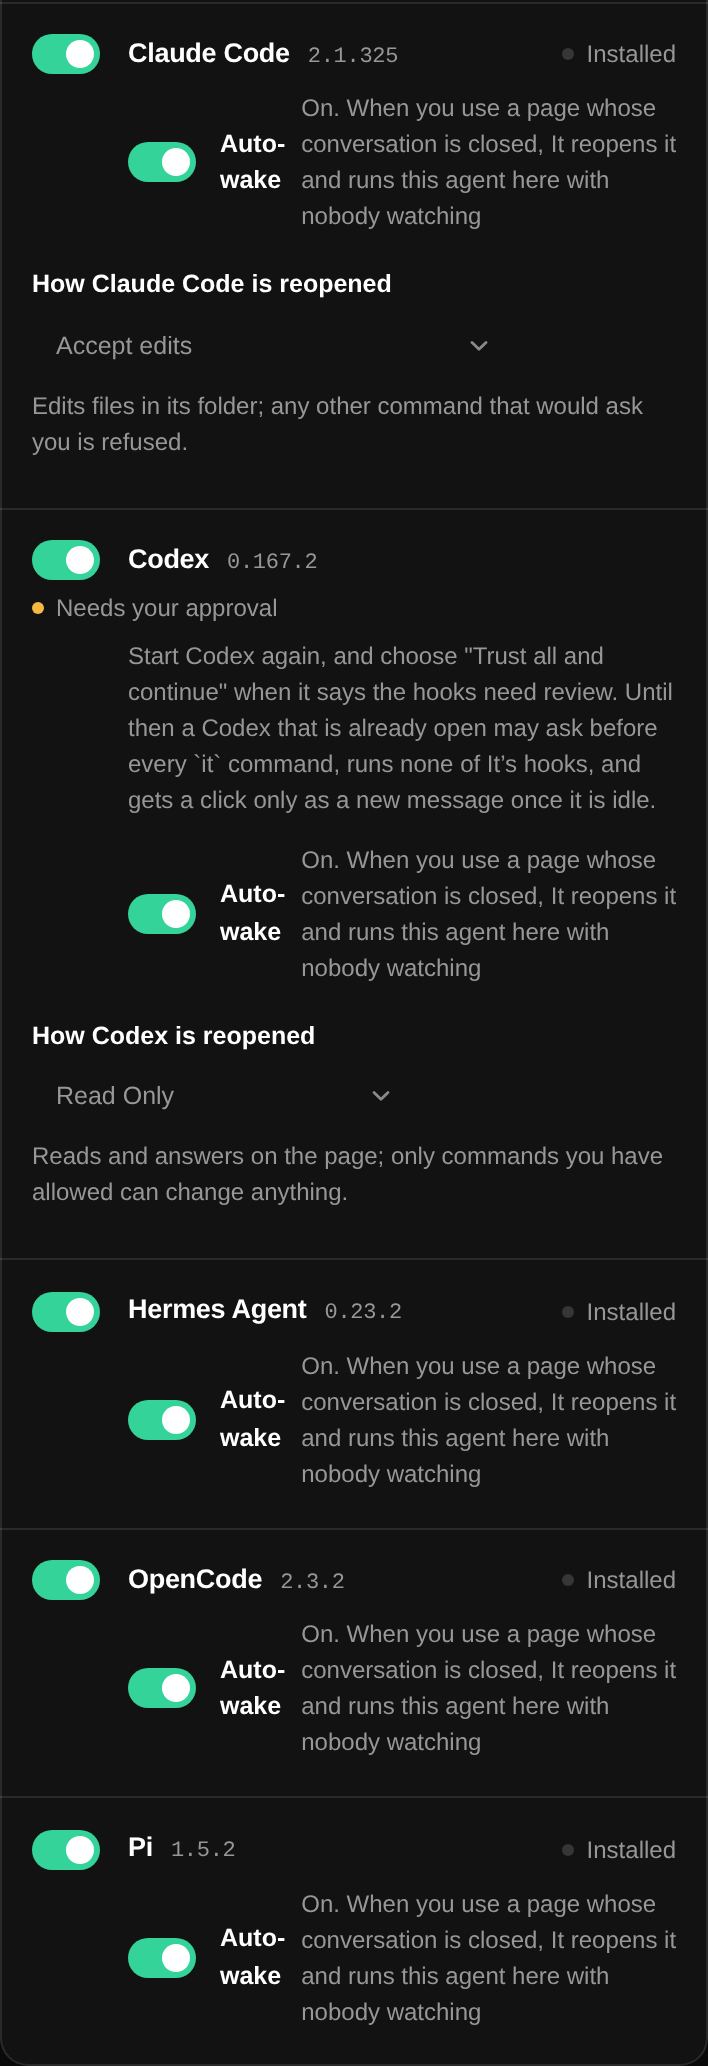 Claude Code 2.1.325 Installed
On. When you use a page whose
Auto- conversation is closed, It reopens it
wake and runs this agent here with
nobody watching
How Claude Code is reopened
Accept edits
Edits files in its folder; any other command that would ask
you is refused.
Codex 0.167.2
Needs your approval
Start Codex again, and choose "Trust all and
continue" when it says the hooks need review. Until
then a Codex that is already open may ask before
every `it` command, runs none of It’s hooks, and
gets a click only as a new message once it is idle.
On. When you use a page whose
Auto- conversation is closed, It reopens it
wake and runs this agent here with
nobody watching
How Codex is reopened
Read Only
Reads and answers on the page; only commands you have
allowed can change anything.
Hermes Agent 0.23.2 Installed
On. When you use a page whose
Auto- conversation is closed, It reopens it
wake and runs this agent here with
nobody watching
OpenCode 2.3.2 Installed
On. When you use a page whose
Auto- conversation is closed, It reopens it
wake and runs this agent here with
nobody watching
Pi 1.5.2 Installed
On. When you use a page whose
Auto- conversation is closed, It reopens it
wake and runs this agent here with
nobody watching